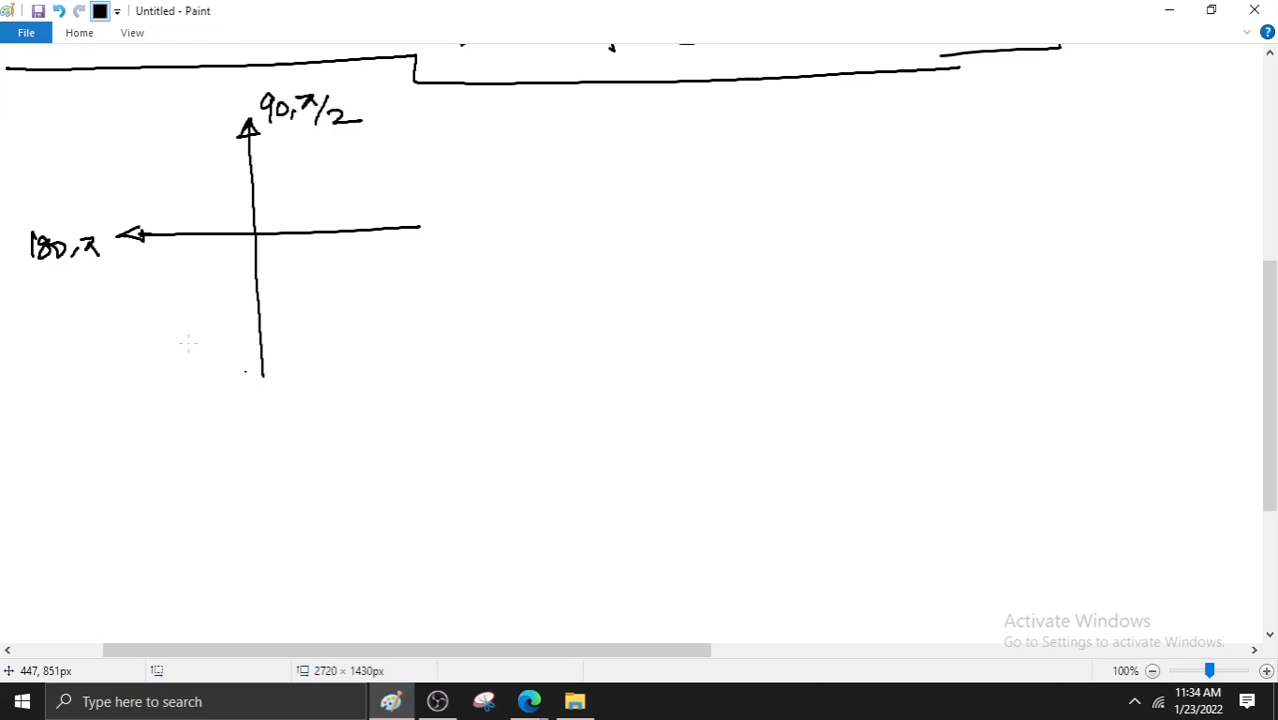 Untitled - Paint
File Home View
90, π/2
180, π
Activate Windows
Go to Settings to activate Windows.
447, 851px
2720 × 1430px
100%
Type here to search
11:34 AM
1/23/2022